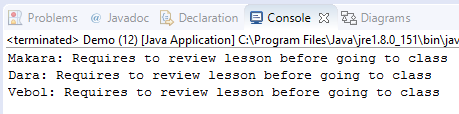 Problems @ Javadoc Declaration Console Diagrams
<terminated> Demo (12) [Java Application] C:\Program Files\Java\jre1.8.0_151\bin\jav
Makara: Requires to review lesson before going to class
Dara: Requires to review lesson before going to class
Vebol: Requires to review lesson before going to class